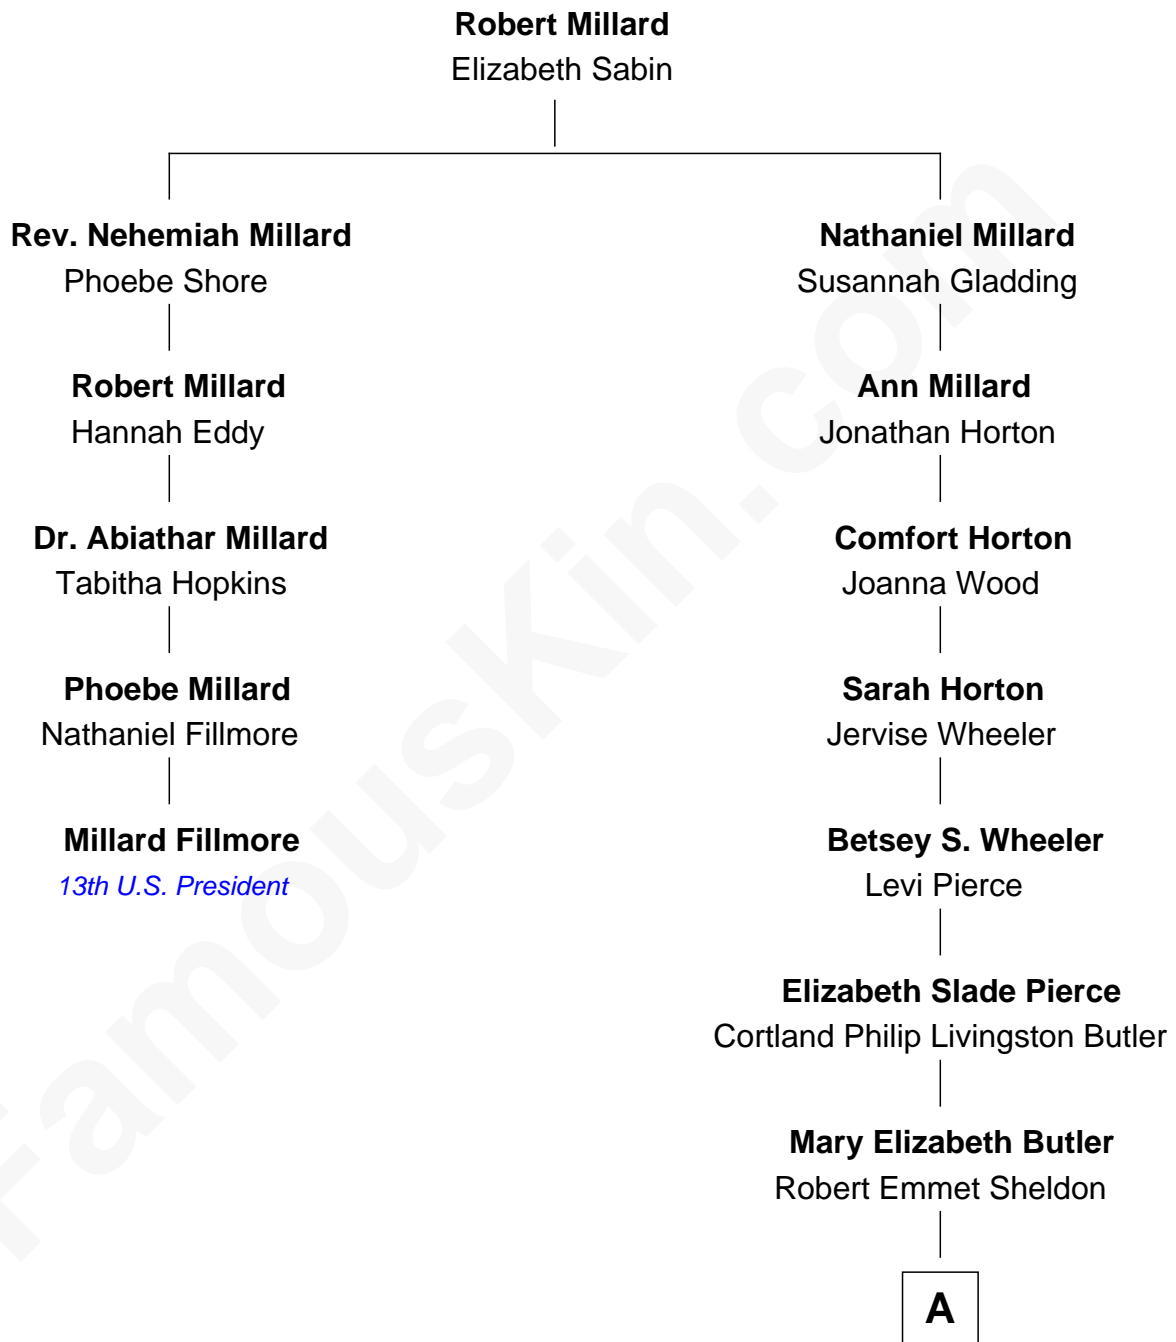 Robert Millard
Elizabeth Sabin
Rev. Nehemiah Millard
Phoebe Shore
Nathaniel Millard
Susannah Gladding
Robert Millard
Hannah Eddy
Ann Millard
Jonathan Horton
Dr. Abiathar Millard
Tabitha Hopkins
Comfort Horton
Joanna Wood
Phoebe Millard
Nathaniel Fillmore
Sarah Horton
Jervise Wheeler
Millard Fillmore
13th U.S. President
Betsey S. Wheeler
Levi Pierce
Elizabeth Slade Pierce
Cortland Philip Livingston Butler
Mary Elizabeth Butler
Robert Emmet Sheldon
A
FamousKin.com